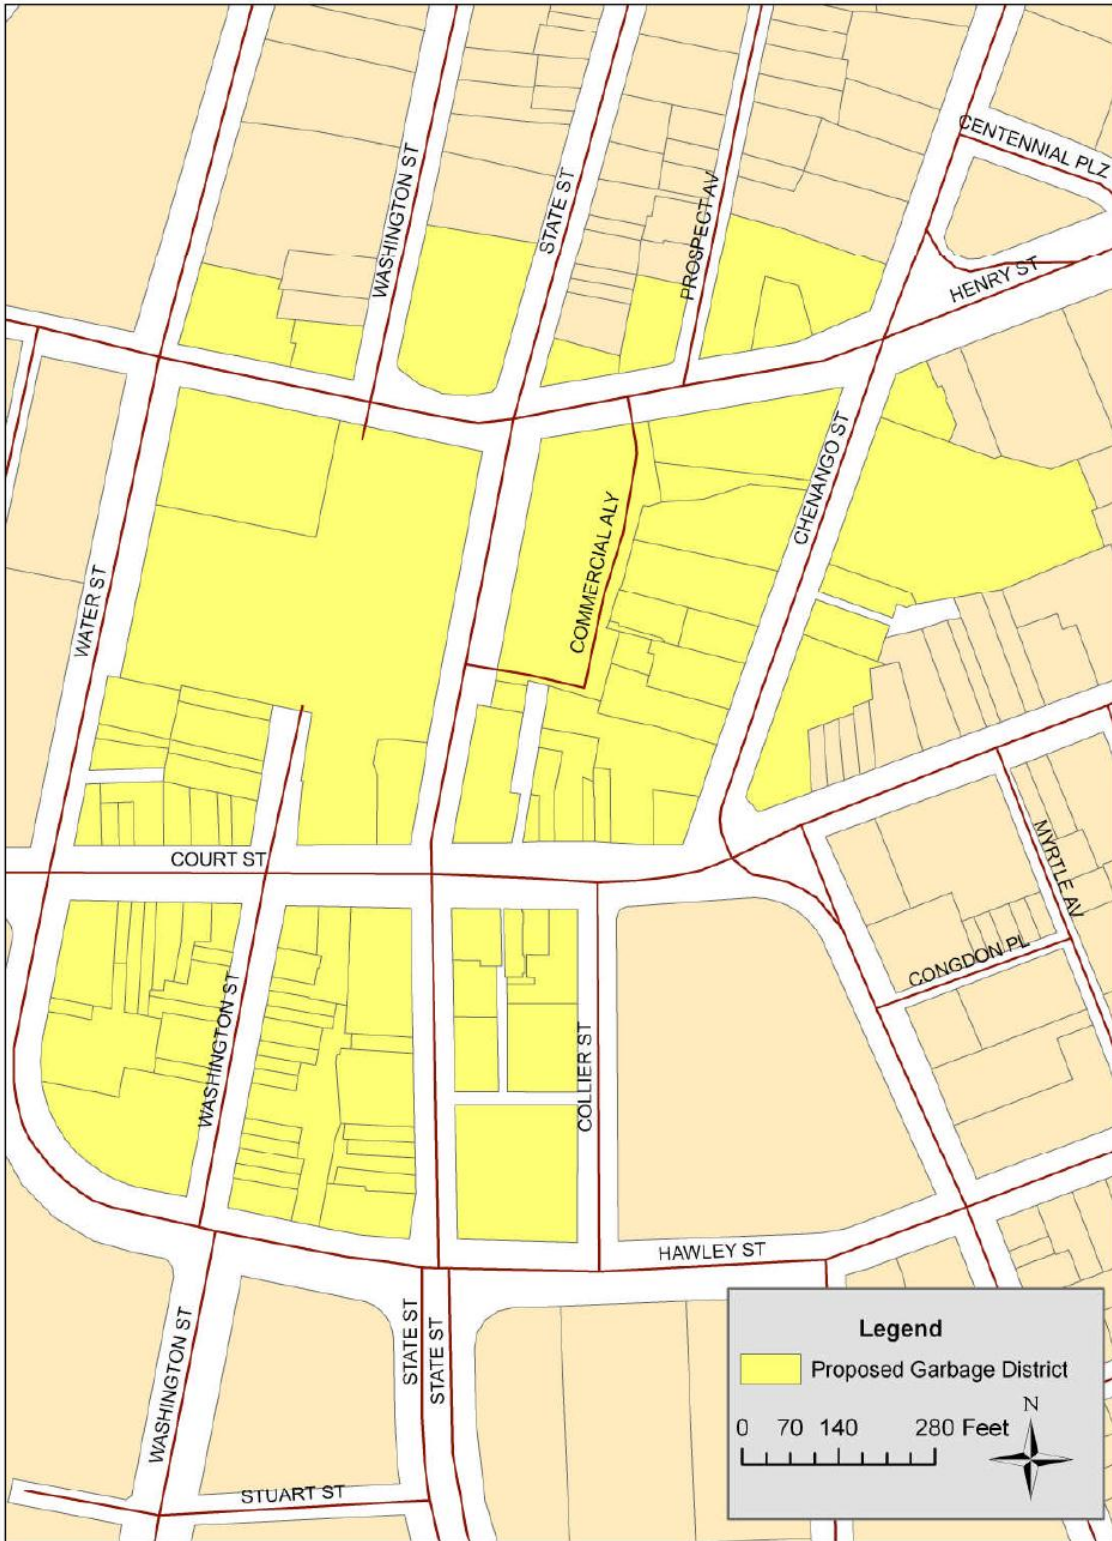 CENTENNIAL PLZ
WASHINGTON ST
STATE ST
PROSPECT AV
HENRY ST
CHENANGO ST
COMMERCIAL ALY
WATER ST
COURT ST
MYRTLE AV
CONGDON PL
WASHINGTON ST
COLLIER ST
HAWLEY ST
STATE ST
STATE ST
WASHINGTON ST
STUART ST
Legend
Proposed Garbage District
N
0 70 140 280 Feet